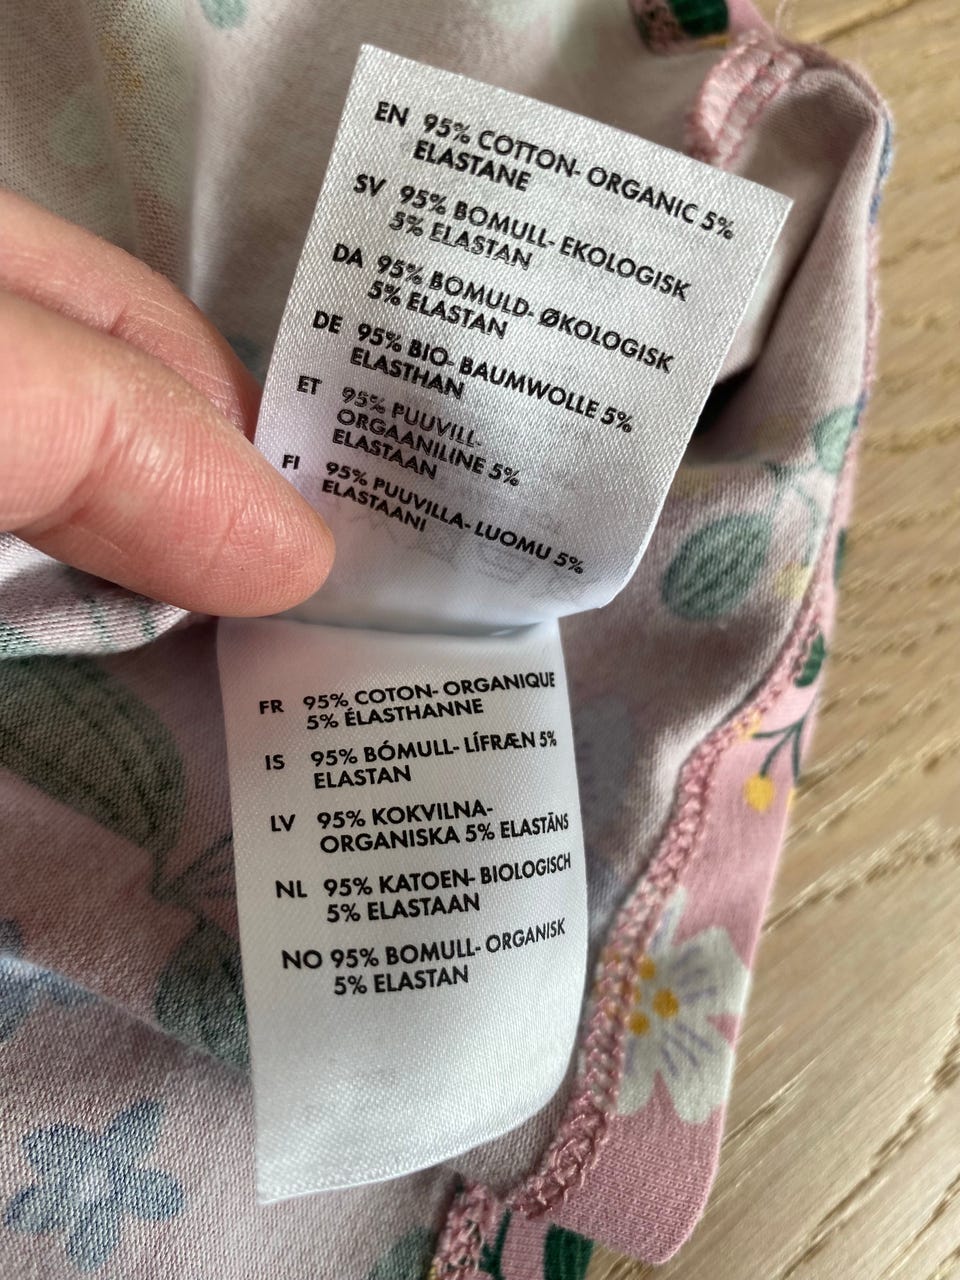 EN 95% COTTON- ORGANIC 5%
ELASTANE
SV 95% BOMULL- EKOLOGISK
5% ELASTAN
DA 95% BOMULD- ØKOLOGISK
5% ELASTAN
DE 95% BIO- BAUMWOLLE 5%
ELASTHAN
ET 95% PUUVILL-
ORGAANILINE 5%
ELASTAAN
FI 95% PUUVILLA- LUOMU 5%
ELASTAANI
FR 95% COTON- ORGANIQUE
5% ÉLASTHANNE
IS 95% BÓMULL- LÍFRÆN 5%
ELASTAN
LV 95% KOKVILNA-
ORGANISKA 5% ELASTĀNS
NL 95% KATOEN- BIOLOGISCH
5% ELASTAAN
NO 95% BOMULL- ORGANISK
5% ELASTAN